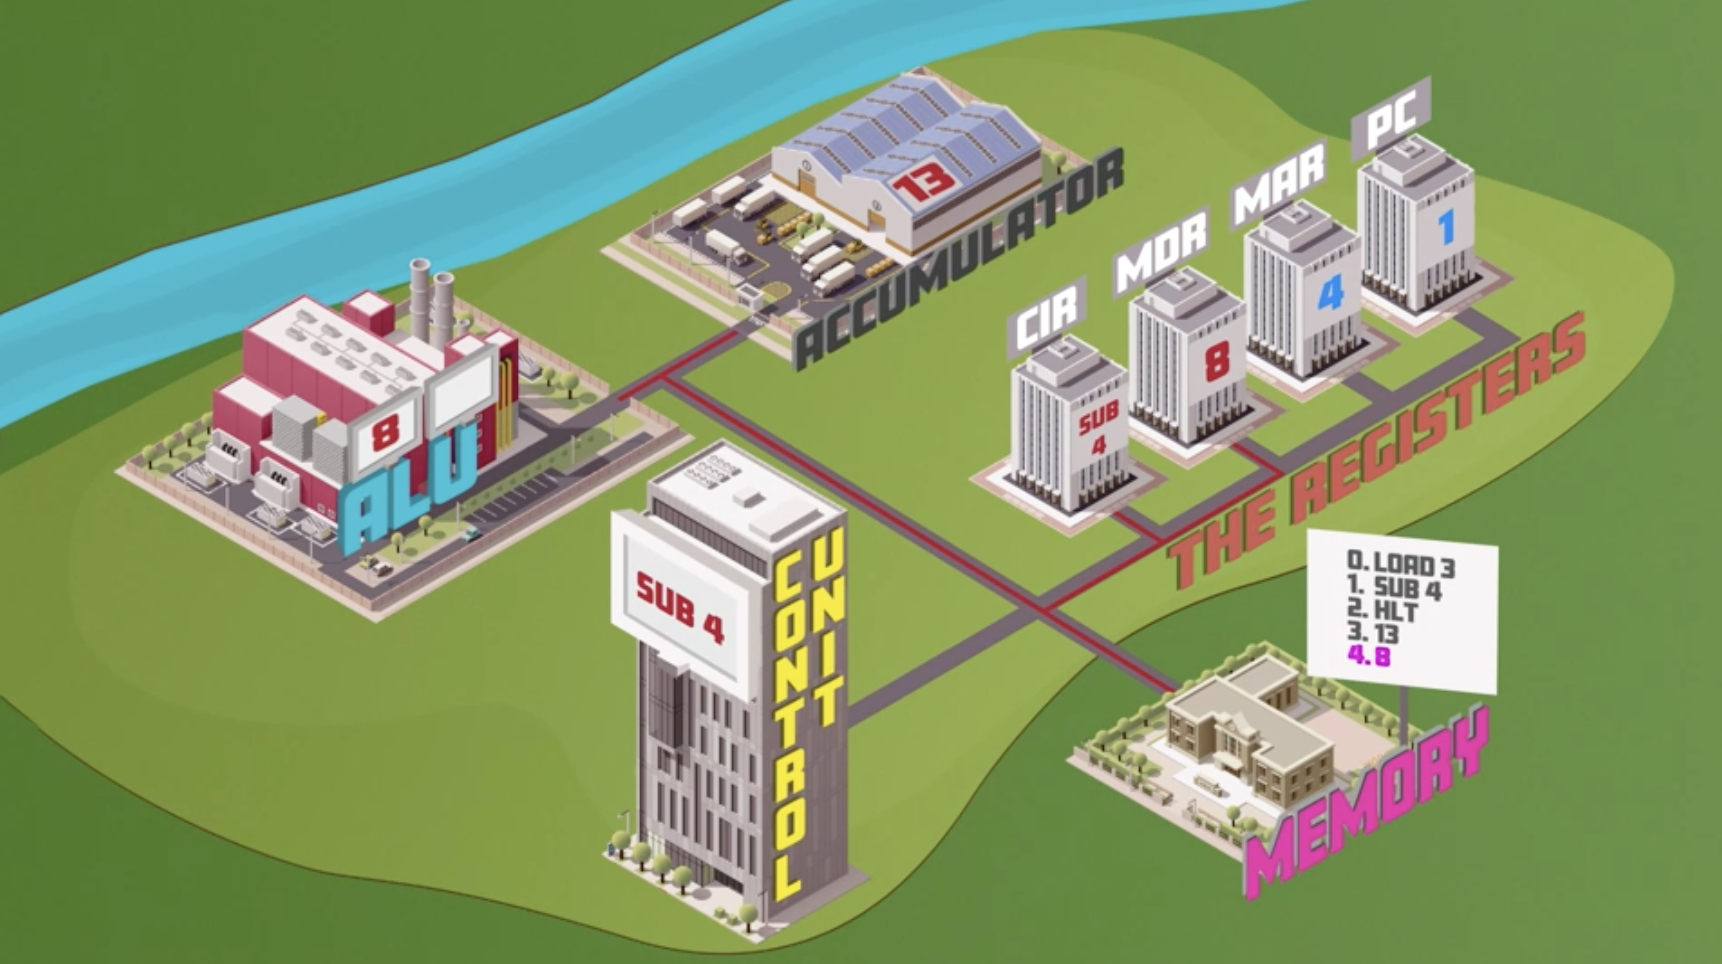 PC
1
MAR
4
MDR
8
CIR
SUB
4
THE REGISTERS
13
ACCUMULATOR
8
ALU
SUB 4
CONTROL
UNIT
0. LOAD 3
1. SUB 4
2. HLT
3. 13
4. 8
MEMORY